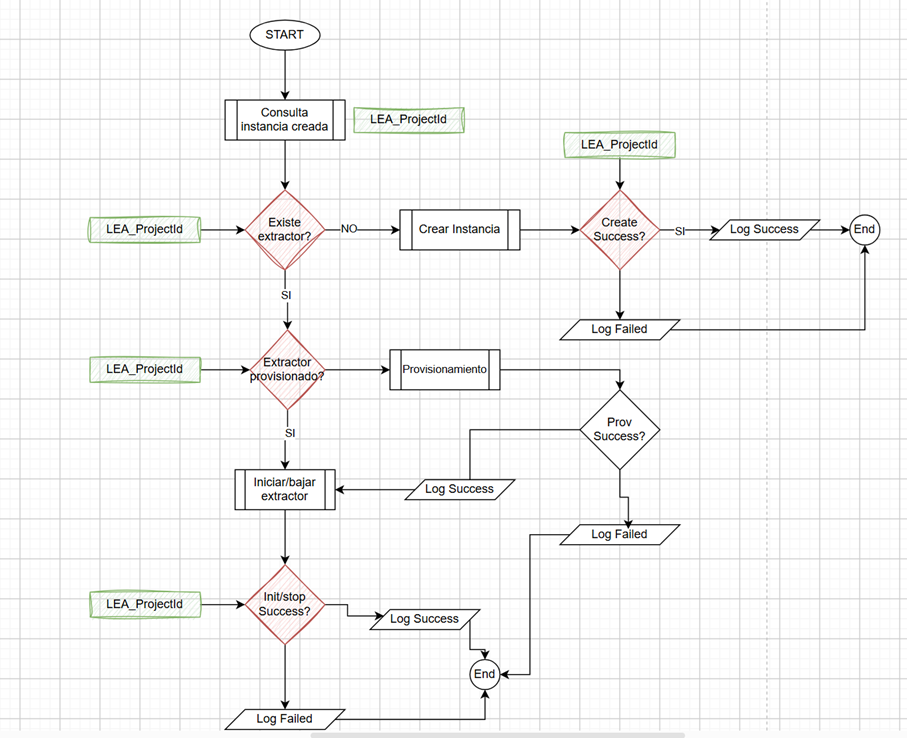 START
Consulta
instancia creada
LEA_ProjectId
LEA_ProjectId
LEA_ProjectId
Existe
extractor?
NO
Crear Instancia
Create
Success?
SI
Log Success
End
SI
Log Failed
LEA_ProjectId
Extractor
provisionado?
Provisionamiento
SI
Prov
Success?
Iniciar/bajar
extractor
Log Success
Log Failed
LEA_ProjectId
Init/stop
Success?
Log Success
End
Log Failed